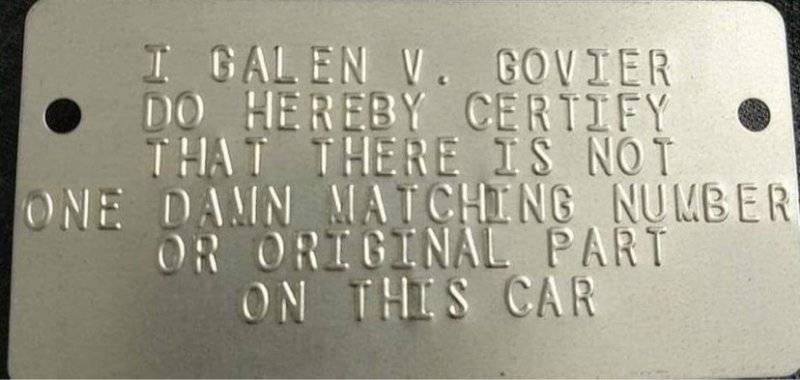 I GALEN V. GOVIER
DO HEREBY CERTIFY
THAT THERE IS NOT
ONE DAMN MATCHING NUMBER
OR ORIGINAL PART
ON THIS CAR